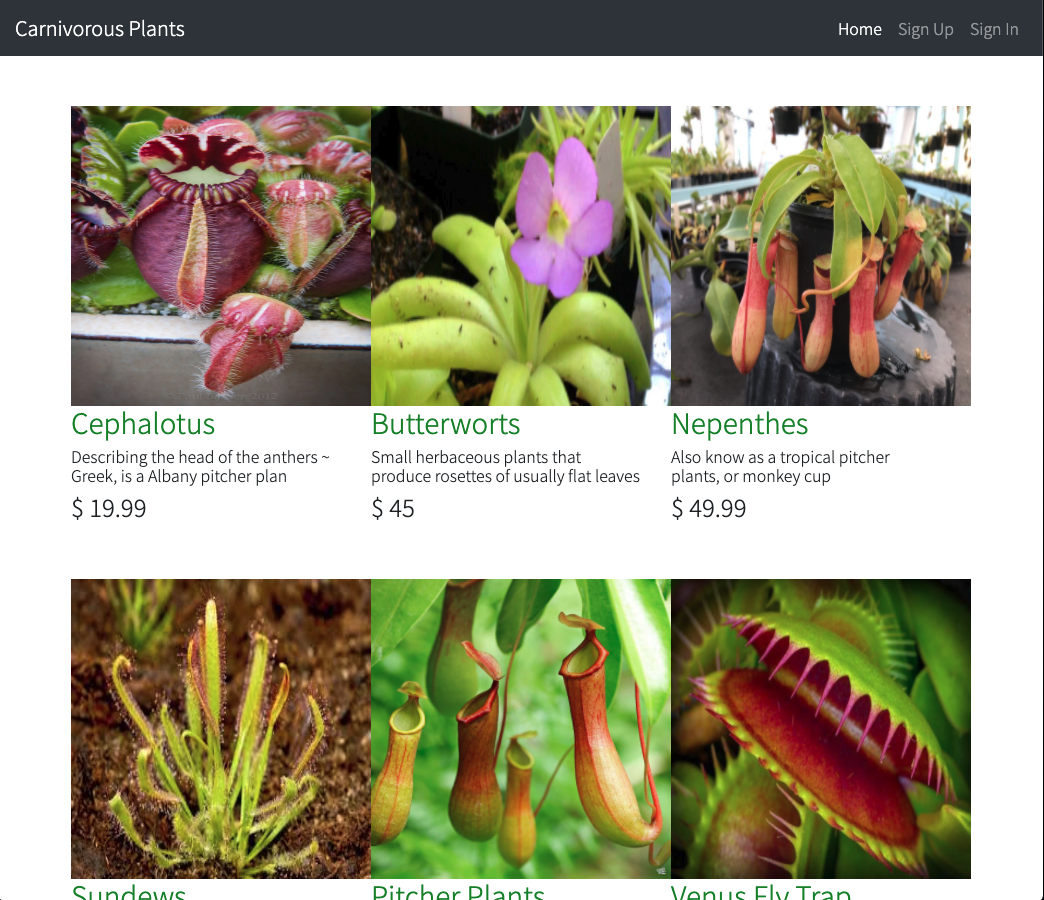 Carnivorous Plants
Home
Sign Up
Sign In
Cephalotus
Describing the head of the anthers ~
Greek, is a Albany pitcher plan
$ 19.99
Butterworts
Small herbaceous plants that
produce rosettes of usually flat leaves
$ 45
Nepenthes
Also know as a tropical pitcher
plants, or monkey cup
$ 49.99
Sundews
Pitcher Plants
Venus Fly Trap